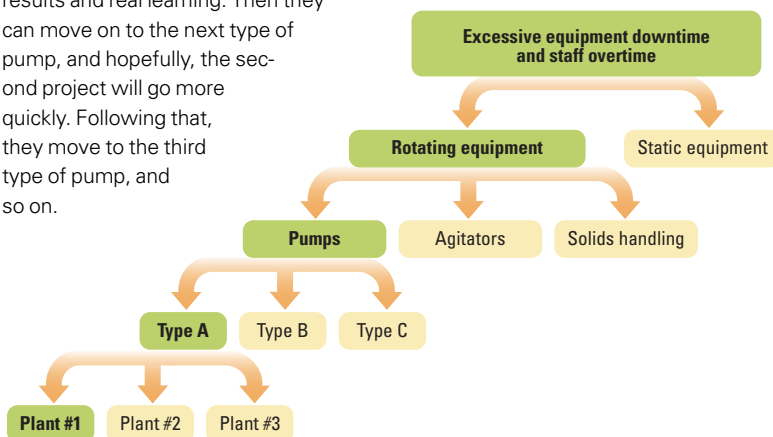 results and real learning. Then they
can move on to the next type of
pump, and hopefully, the sec-
ond project will go more
quickly. Following that,
they move to the third
type of pump, and
so on.
Excessive equipment downtime
and staff overtime
Rotating equipment
Static equipment
Pumps
Agitators
Solids handling
Type A
Type B
Type C
Plant #1
Plant #2
Plant #3